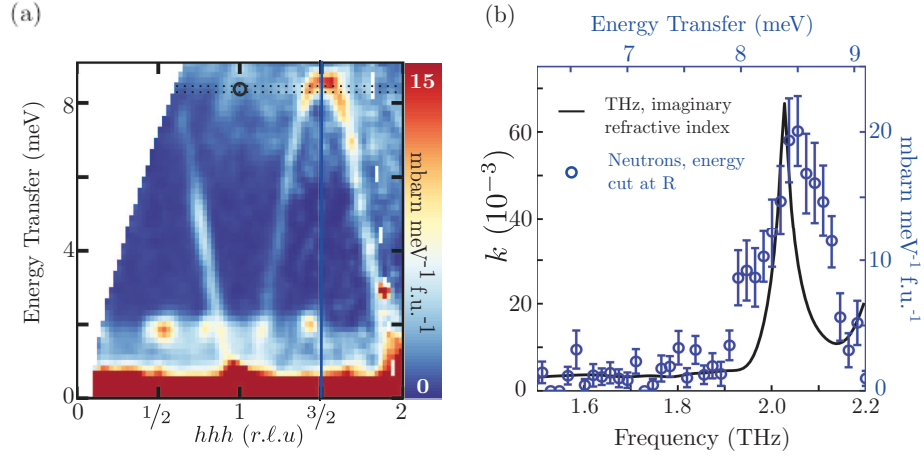 (a)
15
0
8
4
0
Energy Transfer (meV)
0
1/2
1
3/2
2
hhh (r.ℓ.u)
mbarn meV-1 f.u.-1
(b)
Energy Transfer (meV)
7
8
9
THz, imaginary
refractive index
Neutrons, energy
cut at R
60
40
20
0
k (10-3)
20
10
0
mbarn meV-1 f.u.-1
1.6
1.8
2.0
2.2
Frequency (THz)